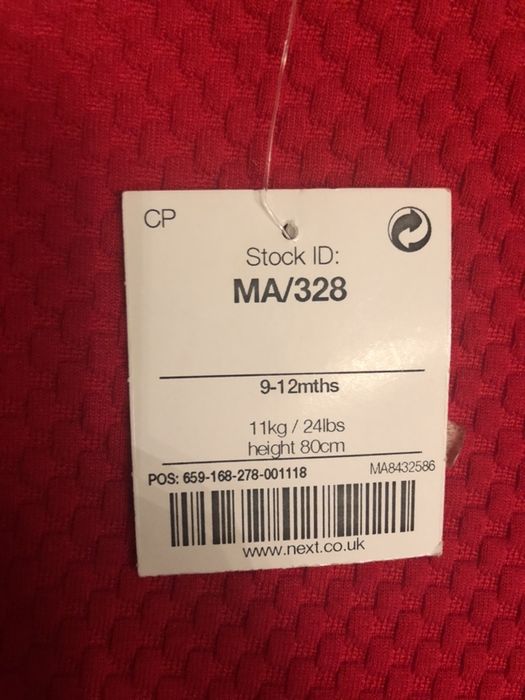 CP
Stock ID:
MA/328
9-12mths
11kg / 24lbs
height 80cm
POS: 659-168-278-001118
MA8432586
www.next.co.uk